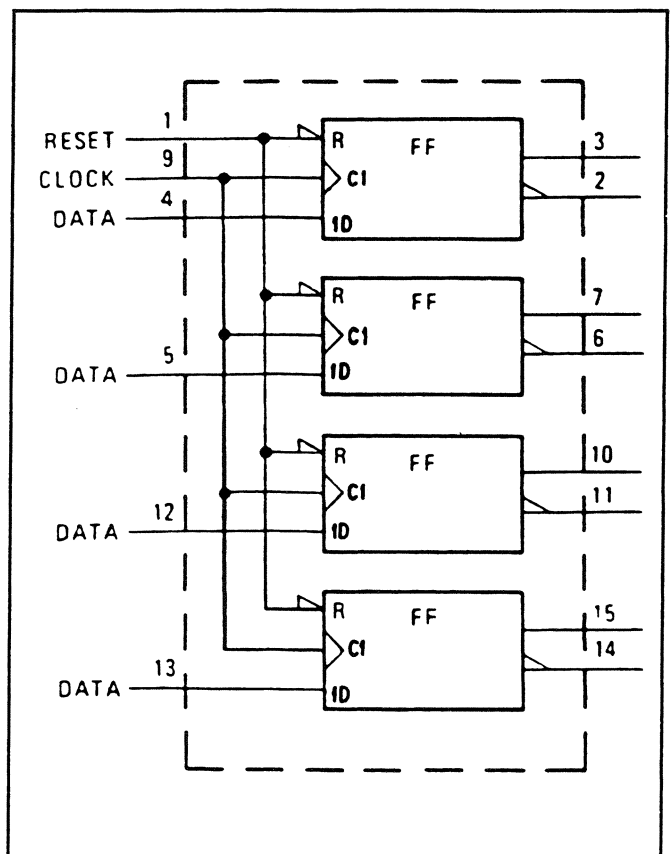 1
RESET
9
CLOCK
4
DATA
R
FF
C1
1D
3
2
5
DATA
R
FF
C1
1D
7
6
12
DATA
R
FF
C1
1D
10
11
13
DATA
R
FF
C1
1D
15
14